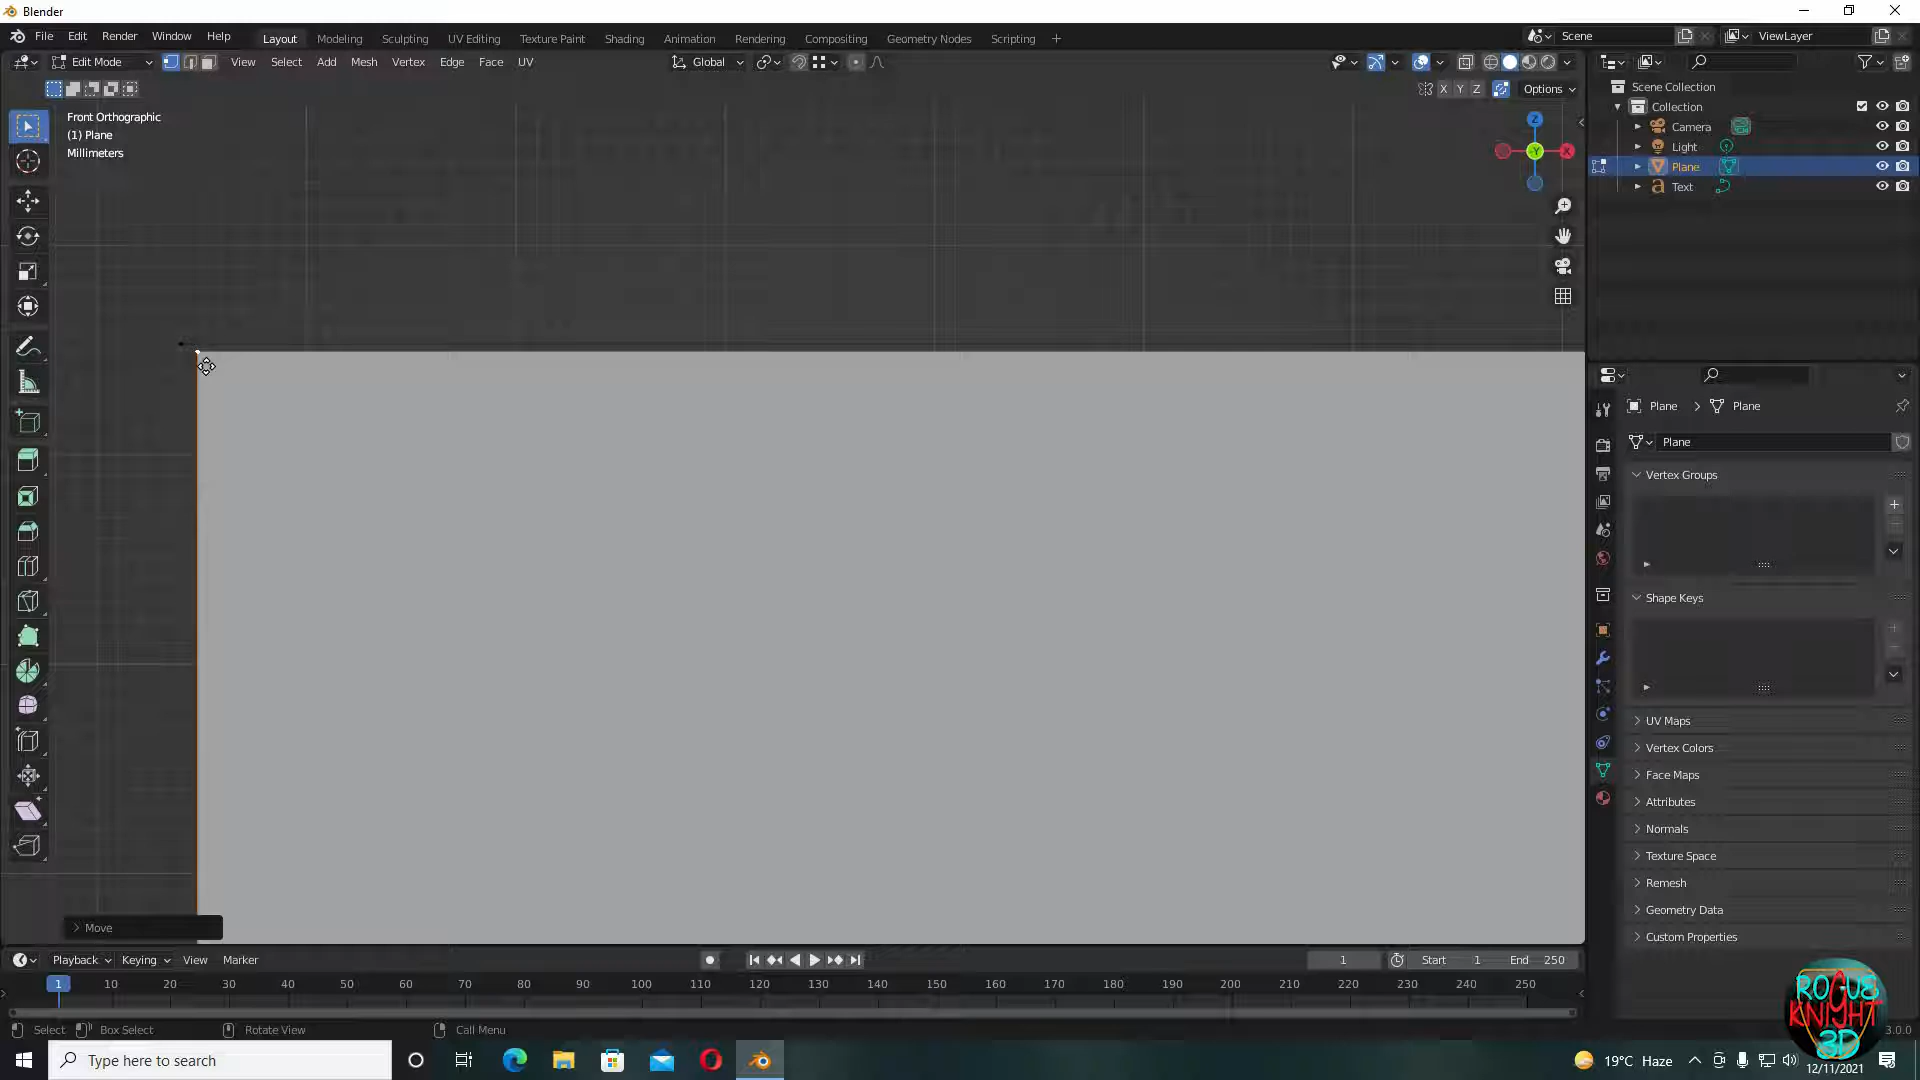 Blender
File Edit Render Window Help
Layout Modeling Sculpting UV Editing Texture Paint Shading Animation Rendering Compositing Geometry Nodes Scripting +
Scene
ViewLayer
Edit Mode
View Select Add Mesh Vertex Edge Face UV
Global
X Y Z
Options
Front Orthographic
(1) Plane
Millimeters
Z
-Y
X
Scene Collection
Collection
Camera
Light
Plane
Text
Plane > Plane
Plane
Vertex Groups
Shape Keys
UV Maps
Vertex Colors
Face Maps
Attributes
Normals
Texture Space
Remesh
Geometry Data
Custom Properties
Move
Playback Keying View Marker
1
Start 1 End 250
1 10 20 30 40 50 60 70 80 90 100 110 120 130 140 150 160 170 180 190 200 210 220 230 240 250
Select Box Select Rotate View Call Menu
3.0.0
ROGUE
KNIGHT
3D
Type here to search
19°C Haze
12/11/2021